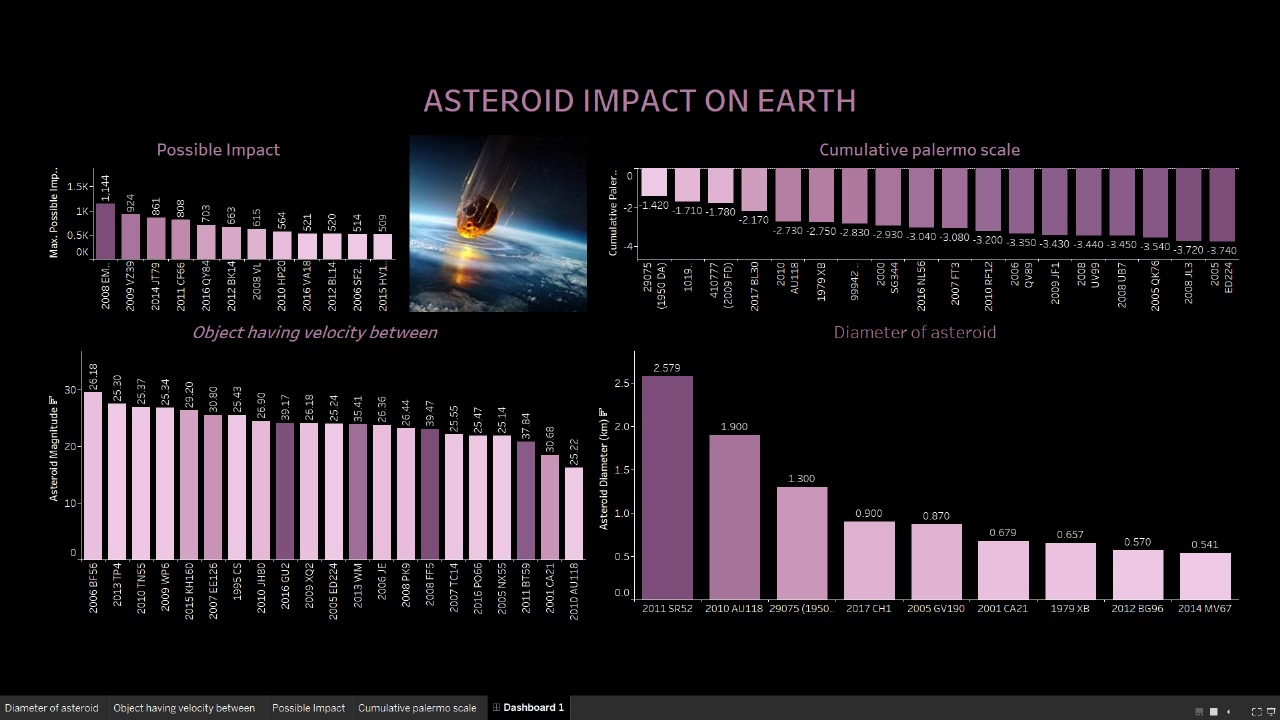 ASTEROID IMPACT ON EARTH
Possible Impact
Max. Possible Imp..
1.5K
1K
0.5K
0K
1,144
924
861
808
703
663
615
564
521
520
514
509
2008 EM..
2009 VZ39
2014 JT79
2011 CF66
2016 QY84
2012 BK14
2008 VL
2010 HP20
2016 VA18
2012 BL14
2006 SF2..
2015 HV1..
Cumulative palermo scale
Cumulative Paler..
0
-2
-4
-1.420
-1.710
-1.780
-2.170
-2.730
-2.750
-2.830
-2.930
-3.040
-3.080
-3.200
-3.350
-3.430
-3.440
-3.450
-3.540
-3.720
-3.740
29075
(1950 DA)
1019..
410777
(2009 FD)
2017 BL30
2010
AU118
1979 XB
99942 ..
2000
SG344
2016 NL56
2007 FT3
2010 RF12
2006
QV89
2009 JF1
2008
UV99
2008 UB7
2005 QK76
2008 JL3
2005
ED224
Object having velocity between
Asteroid Magnitude
30
20
10
0
26.18
25.30
25.37
25.34
29.20
30.80
25.43
26.90
39.17
26.18
25.24
35.41
26.36
26.44
39.47
25.55
25.47
25.14
37.84
30.68
25.22
2006 BF56
2013 TP4
2010 TN55
2009 WP6
2015 KH160
2007 EE126
1995 CS
2010 JH80
2016 GU2
2009 XQ2
2005 ED224
2013 WM
2006 JE
2008 PK9
2008 FF5
2007 TC14
2016 PO66
2005 NX55
2011 BT59
2001 CA21
2010 AU118
Diameter of asteroid
Asteroid Diameter (km)
2.5
2.0
1.5
1.0
0.5
0.0
2.579
1.900
1.300
0.900
0.870
0.679
0.657
0.570
0.541
2011 SR52
2010 AU118
29075 (1950..
2017 CH1
2005 GV190
2001 CA21
1979 XB
2012 BG96
2014 MV67
Diameter of asteroid
Object having velocity between
Possible Impact
Cumulative palermo scale
Dashboard 1